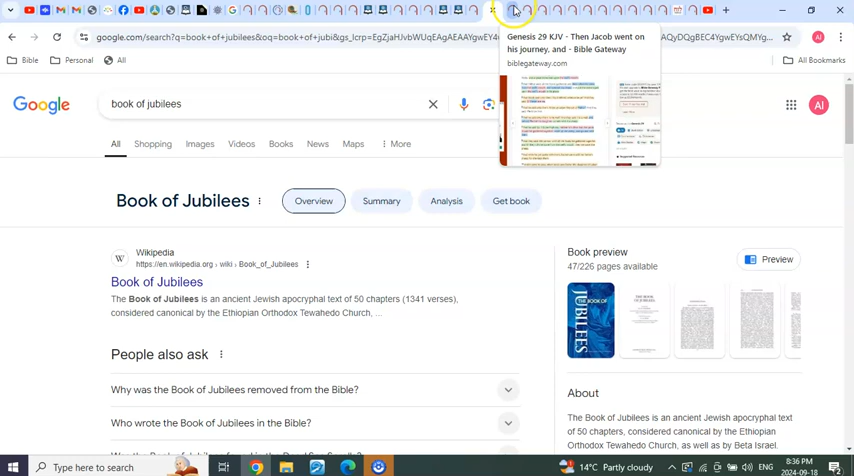 google.com/search?q=book+of+jubilees&oq=book+of+jubi&gs_lcrp=
Bible
Personal
All
All Bookmarks
Genesis 29 KJV - Then Jacob went on
his journey, and - Bible Gateway
biblegateway.com
Google
book of jubilees
AI
All
Shopping
Images
Videos
Books
News
Maps
More
Book of Jubilees
Overview
Summary
Analysis
Get book
W
Wikipedia
https://en.wikipedia.org › wiki › Book_of_Jubilees
Book of Jubilees
The Book of Jubilees is an ancient Jewish apocryphal text of 50 chapters (1341 verses),
considered canonical by the Ethiopian Orthodox Tewahedo Church, ...
People also ask
Why was the Book of Jubilees removed from the Bible?
Who wrote the Book of Jubilees in the Bible?
Book preview
47/226 pages available
Preview
THE BOOK OF
JUBILEES
About
The Book of Jubilees is an ancient Jewish
apocryphal text of 50 chapters,
considered canonical by the Ethiopian
Orthodox Church, as well as by Beta Israel.
Type here to search
14°C Partly cloudy
ENG
8:36 PM
2024-09-18
2